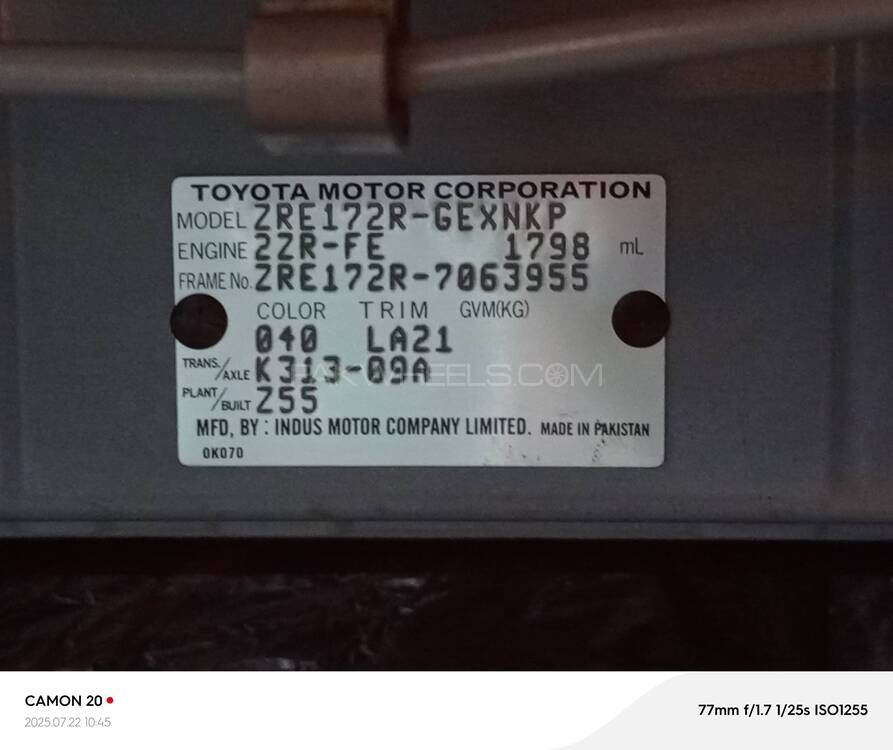 TOYOTA MOTOR CORPORATION
MODEL ZRE172R-GEXNKP
ENGINE 2ZR-FE 1798 mL
FRAME No. ZRE172R-7063955
COLOR TRIM GVM(KG)
040 LA21
TRANS./AXLE K313-09A
PAKWHEELS.COM
PLANT/BUILT Z55
MFD, BY : INDUS MOTOR COMPANY LIMITED. MADE IN PAKISTAN
0K070
CAMON 20
2025.07.22 10:45
77mm f/1.7 1/25s ISO1255